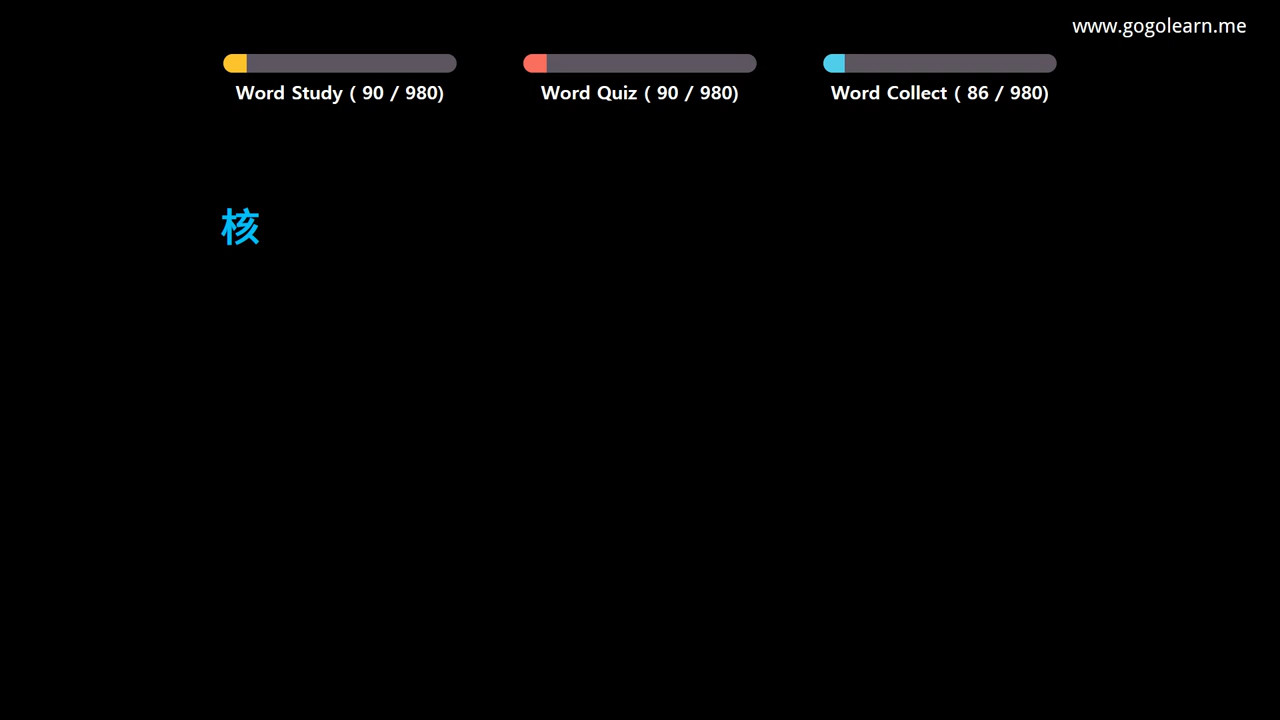 www.gogolearn.me
Word Study ( 90 / 980)
Word Quiz ( 90 / 980)
Word Collect ( 86 / 980)
核